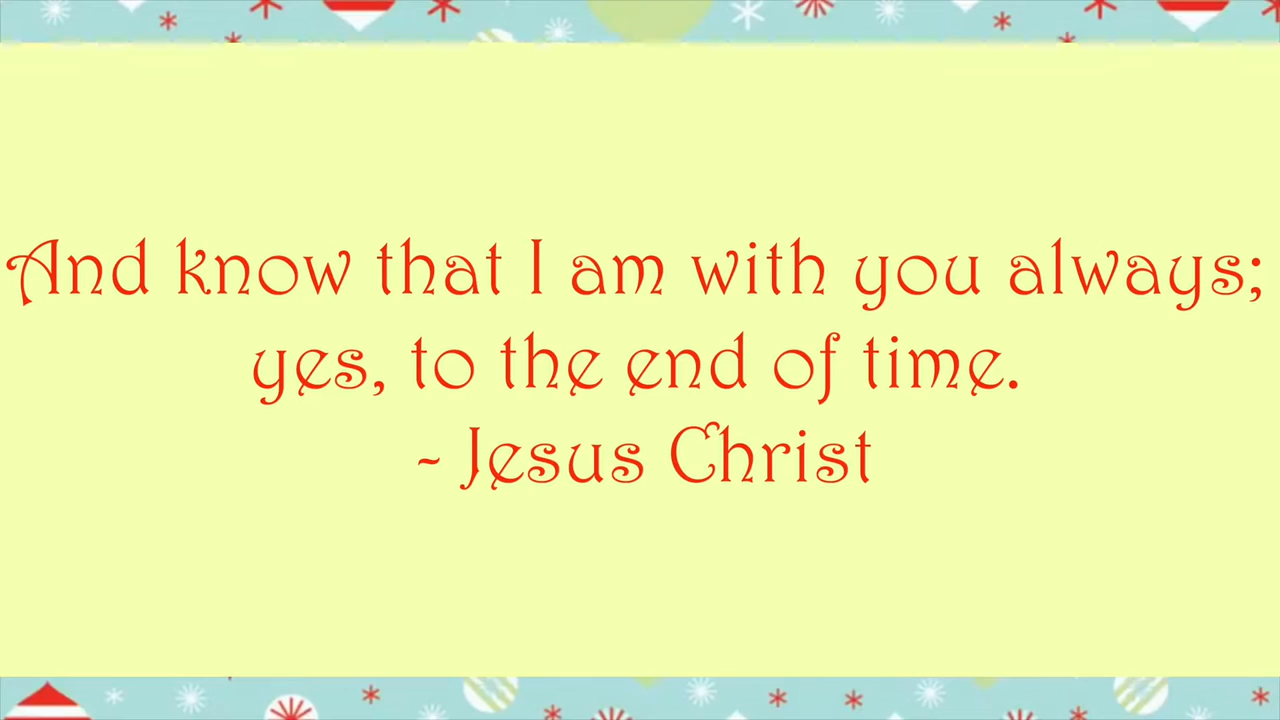 And know that I am with you always;
yes, to the end of time.
- Jesus Christ